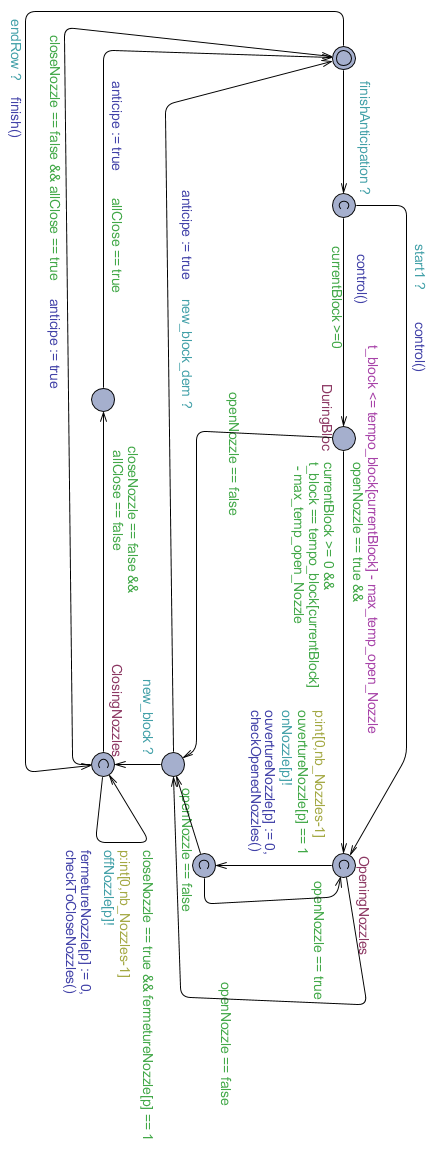 start1 ?
control()
t_block <= tempo_block[currentBlock] - max_temp_open_Nozzle
finishAnticipation ?
control()
currentBlock >=0
DuringBloc
openNozzle == true &&
currentBlock >= 0 &&
t_block == tempo_block[currentBlock]
- max_temp_open_Nozzle
OpeningNozzles
p:int[0,nb_Nozzles-1]
ouvertureNozzle[p] == 1
onNozzle[p]!
ouvertureNozzle[p] := 0,
checkOpenedNozzles()
openNozzle == true
openNozzle == false
openNozzle == false
openNozzle == false
anticipe := true
new_block_dem ?
new_block ?
anticipe := true
allClose == true
closeNozzle == false &&
allClose == false
ClosingNozzles
closeNozzle == true && fermetureNozzle[p] == 1
p:int[0,nb_Nozzles-1]
offNozzle[p]!
fermetureNozzle[p] := 0,
checkToCloseNozzles()
closeNozzle == false && allClose == true
anticipe := true
endRow ?
finish()
C
C
C
C